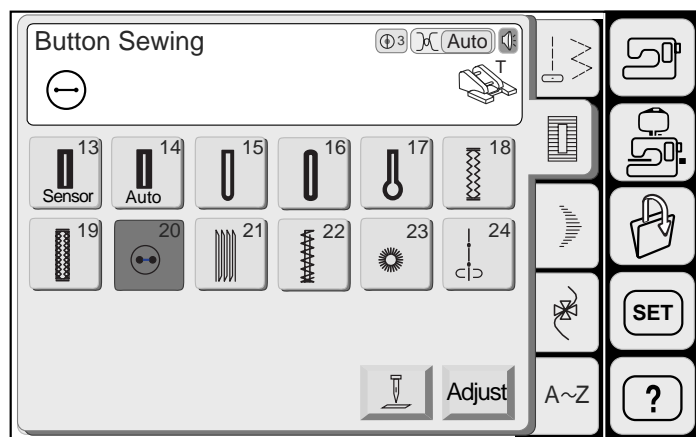 Button Sewing 3 Auto
T
13 14 15 16 17 18
Sensor Auto
19 20 21 22 23 24
SET
Adjust A~Z ?